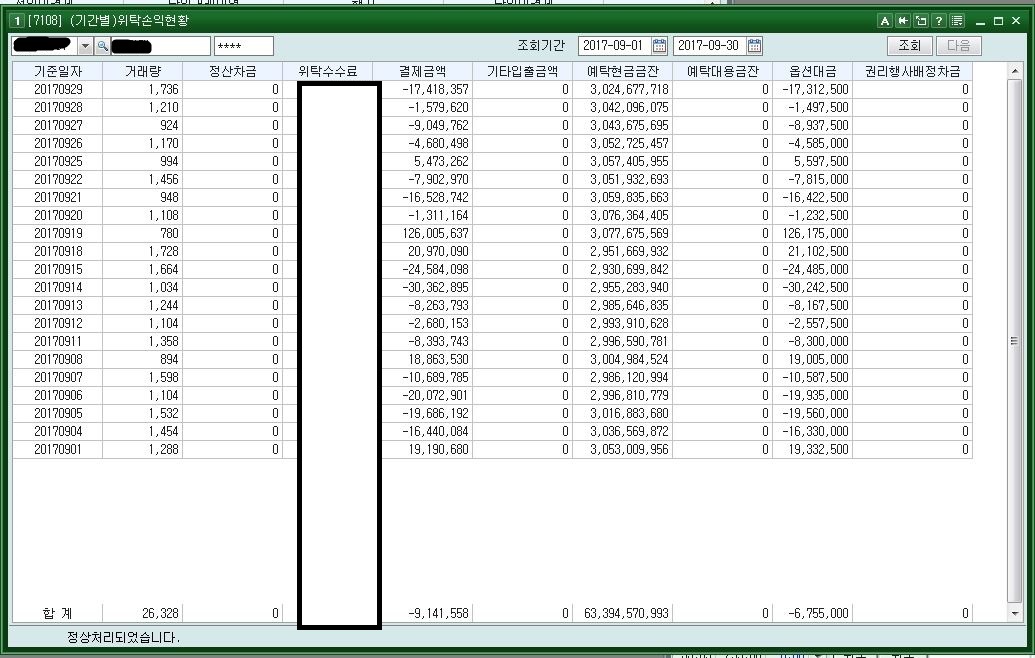 1 [7108] (기간별)위탁손익현황 A ?
**** 조회기간 2017-09-01 2017-09-30 조회 다음
기준일자 거래량 정산차금 위탁수수료 결제금액 기타입출금액 예탁현금금잔 예탁대용금잔 옵션대금 권리행사배정차금
20170929 1,736 0 -17,418,357 0 3,024,677,718 0 -17,312,500 0
20170928 1,210 0 -1,579,620 0 3,042,096,075 0 -1,497,500 0
20170927 924 0 -9,049,762 0 3,043,675,695 0 -8,937,500 0
20170926 1,170 0 -4,680,498 0 3,052,725,457 0 -4,585,000 0
20170925 994 0 5,473,262 0 3,057,405,955 0 5,597,500 0
20170922 1,456 0 -7,902,970 0 3,051,932,693 0 -7,815,000 0
20170921 948 0 -16,528,742 0 3,059,835,663 0 -16,422,500 0
20170920 1,108 0 -1,311,164 0 3,076,364,405 0 -1,232,500 0
20170919 780 0 126,005,637 0 3,077,675,569 0 126,175,000 0
20170918 1,728 0 20,970,090 0 2,951,669,932 0 21,102,500 0
20170915 1,664 0 -24,584,098 0 2,930,699,842 0 -24,485,000 0
20170914 1,034 0 -30,362,895 0 2,955,283,940 0 -30,242,500 0
20170913 1,244 0 -8,263,793 0 2,985,646,835 0 -8,167,500 0
20170912 1,104 0 -2,680,153 0 2,993,910,628 0 -2,557,500 0
20170911 1,358 0 -8,393,743 0 2,996,590,781 0 -8,300,000 0
20170908 894 0 18,863,530 0 3,004,984,524 0 19,005,000 0
20170907 1,598 0 -10,689,785 0 2,986,120,994 0 -10,587,500 0
20170906 1,104 0 -20,072,901 0 2,996,810,779 0 -19,935,000 0
20170905 1,532 0 -19,686,192 0 3,016,883,680 0 -19,560,000 0
20170904 1,454 0 -16,440,084 0 3,036,569,872 0 -16,330,000 0
20170901 1,288 0 19,190,680 0 3,053,009,956 0 19,332,500 0
합 계 26,328 0 -9,141,558 0 63,394,570,993 0 -6,755,000 0
정상처리되었습니다.